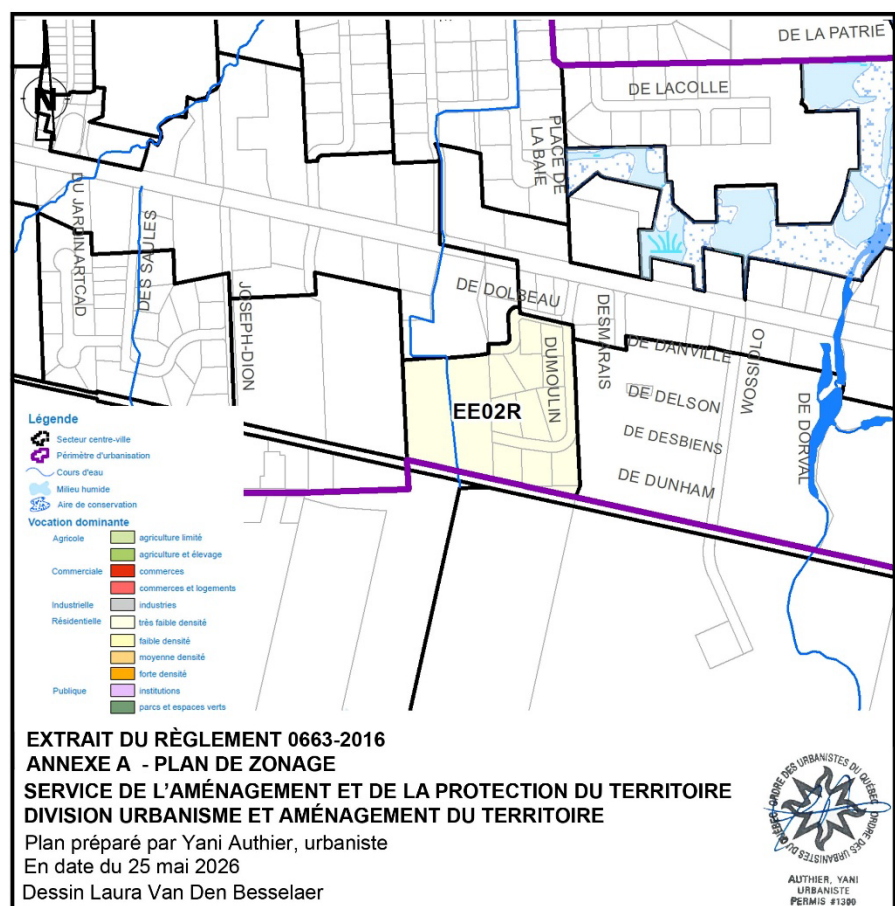 DE LA PATRIE
DE LACOLLE
PLACE DE
LA BAIE
N
DU JARDIN
ARTCAD
DES SAULES
JOSEPH-DION
DE DOLBEAU
DESMARAIS
DUMOULIN
DE DANVILLE
WOSSIOLO
DE DELSON
DE DESBIENS
DE DUNHAM
DE DORVAL
EE02R
Légende
Secteur centre-ville
Périmètre d'urbanisation
Cours d'eau
Milieu humide
Aire de conservation
Vocation dominante
Agricole agriculture limité
agriculture et élevage
Commerciale commerces
commerces et logements
Industrielle industries
Résidentielle très faible densité
faible densité
moyenne densité
forte densité
Publique institutions
parcs et espaces verts
EXTRAIT DU RÈGLEMENT 0663-2016
ANNEXE A - PLAN DE ZONAGE
SERVICE DE L'AMÉNAGEMENT ET DE LA PROTECTION DU TERRITOIRE
DIVISION URBANISME ET AMÉNAGEMENT DU TERRITOIRE
Plan préparé par Yani Authier, urbaniste
En date du 25 mai 2026
Dessin Laura Van Den Besselaer
ORDRE DES URBANISTES DU QUÉBEC
ORDRE DES URBANISTES DU QUÉBEC
AUTHIER, YANI
URBANISTE
PERMIS #1300